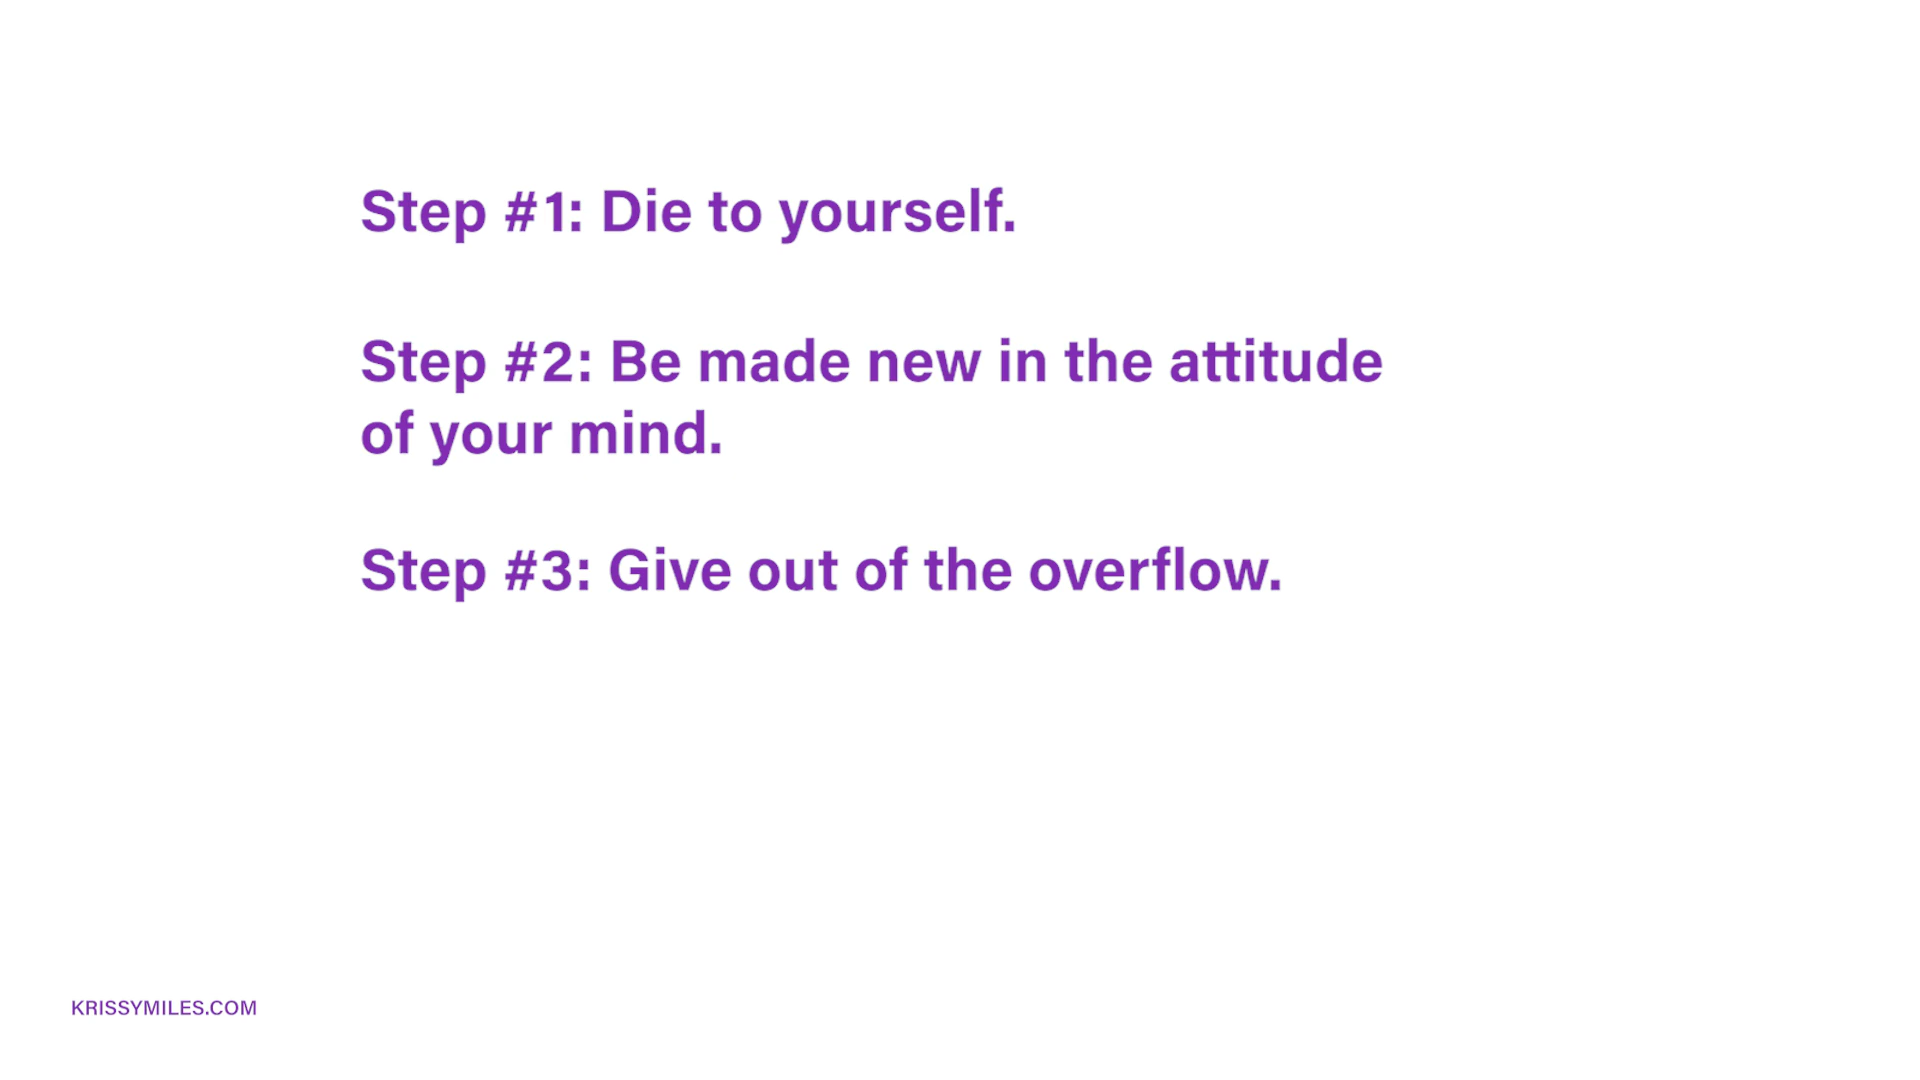 Step #1: Die to yourself.
Step #2: Be made new in the attitude
of your mind.
Step #3: Give out of the overflow.
KRISSYMILES.COM